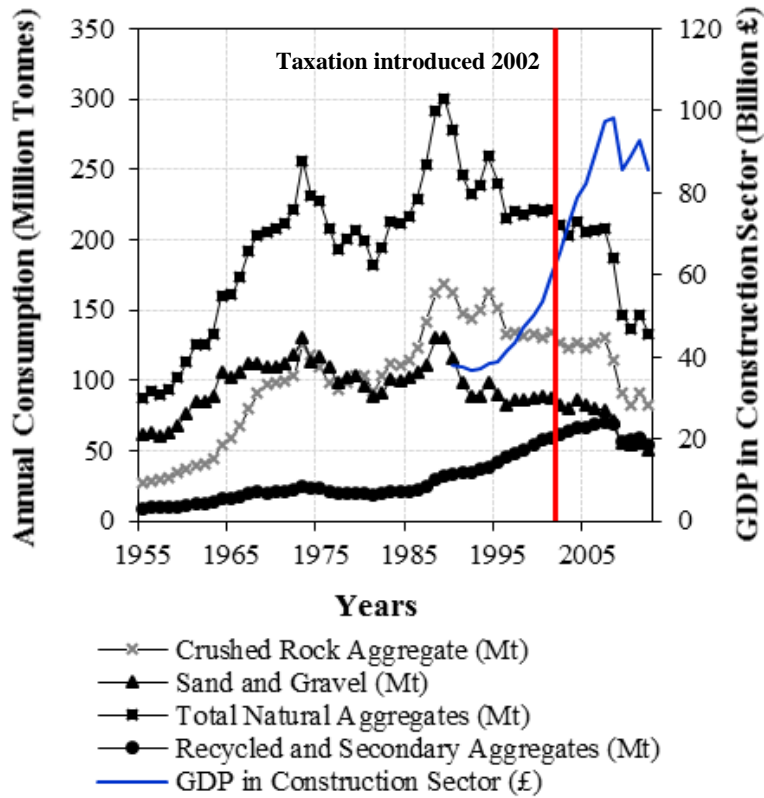 Annual Consumption (Million Tonnes)
350
300
250
200
150
100
50
0
Taxation introduced 2002
120
100
80
60
40
20
0
GDP in Construction Sector (Billion £)
1955 1965 1975 1985 1995 2005
Years
Crushed Rock Aggregate (Mt)
Sand and Gravel (Mt)
Total Natural Aggregates (Mt)
Recycled and Secondary Aggregates (Mt)
GDP in Construction Sector (£)